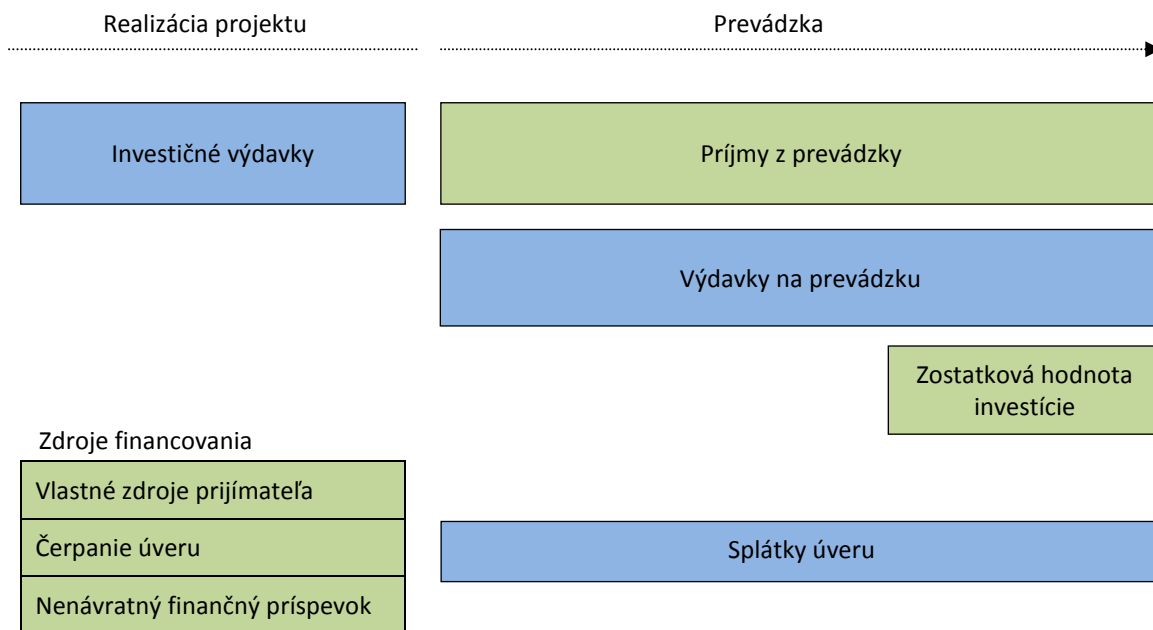 Realizácia projektu
Prevádzka
Investičné výdavky
Príjmy z prevádzky
Výdavky na prevádzku
Zostatková hodnota
investície
Zdroje financovania
Vlastné zdroje prijímateľa
Čerpanie úveru
Splátky úveru
Nenávratný finančný príspevok